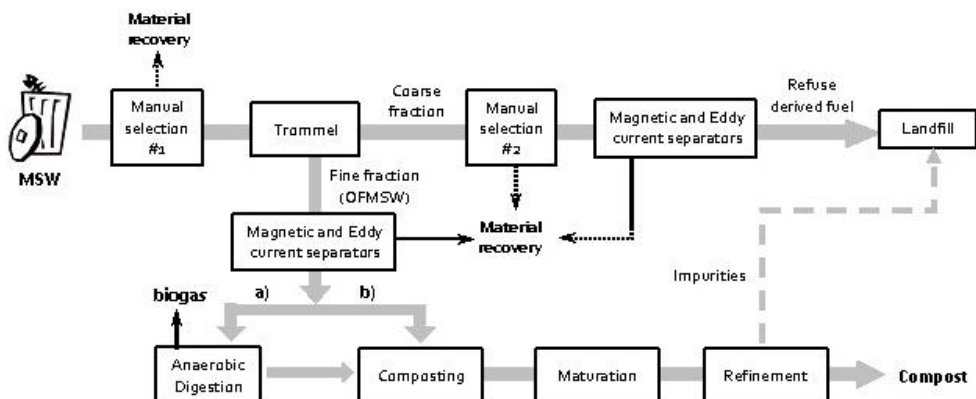 Material
recovery
MSW
Manual
selection
#1
Trommel
Coarse
fraction
Manual
selection
#2
Magnetic and Eddy
current separators
Refuse
derived fuel
Landfill
Fine fraction
(OFMSW)
Magnetic and Eddy
current separators
Material
recovery
Impurities
a)
b)
biogas
Anaerobic
Digestion
Composting
Maturation
Refinement
Compost